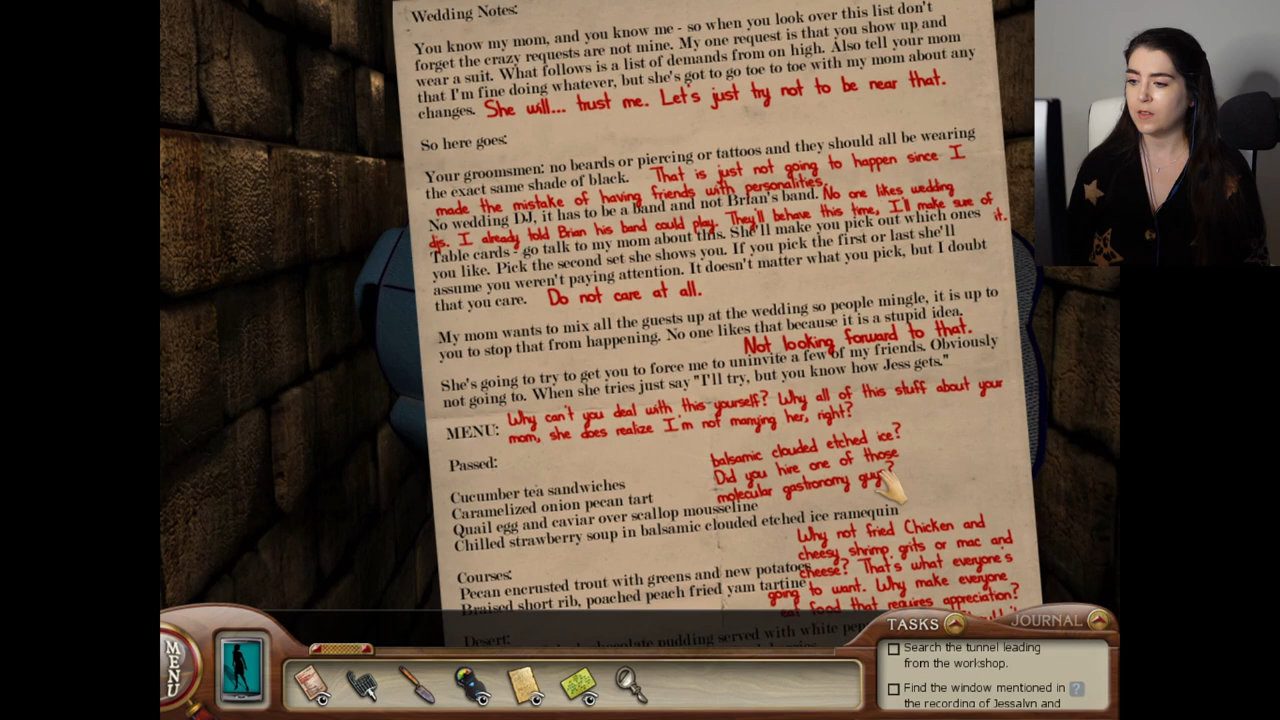 Wedding Notes:
You know my mom, and you know me - so when you look over this list don't
forget the crazy requests are not mine. My one request is that you show up and
wear a suit. What follows is a list of demands from on high. Also tell your mom
that I'm fine doing whatever, but she's got to go toe to toe with my mom about any
changes. She will... trust me. Let's just try not to be near that.
So here goes:
Your groomsmen: no beards or piercing or tattoos and they should all be wearing
the exact same shade of black. That is just not going to happen since I
made the mistake of having friends with personalities.
No wedding DJ, it has to be a band and not Brian's band. No one likes wedding
djs. I already told Brian his band could play. They'll behave this time, I'll make sure of
it.
Table cards - go talk to my mom about this. She'll make you pick out which ones
you like. Pick the second set she shows you. If you pick the first or last she'll
assume you weren't paying attention. It doesn't matter what you pick, but I doubt
that you care. Do not care at all.
My mom wants to mix all the guests up at the wedding so people mingle, it is up to
you to stop that from happening. No one likes that because it is a stupid idea.
Not looking forward to that.
She's going to try to get you to force me to uninvite a few of my friends. Obviously
not going to. When she tries just say "I'll try, but you know how Jess gets."
Why can't you deal with this yourself? Why all of this stuff about your
mom, she does realize I'm not marrying her, right?
MENU:
Passed:
Cucumber tea sandwiches
Caramelized onion pecan tart
Quail egg and caviar over scallop mousseline
Chilled strawberry soup in balsamic clouded etched ice ramequin
balsamic clouded etched ice?
Did you hire one of those
molecular gastronomy guys?
Courses:
Pecan encrusted trout with greens and new potatoes
Braised short rib, poached peach fried yam tartine
Why not fried Chicken and
cheesy shrimp grits or mac and
cheese? That's what everyone's
going to want. Why make everyone
eat food that requires appreciation?
Desert:
chocolate pudding served with white
MENU
TASKS
JOURNAL
Search the tunnel leading
from the workshop.
Find the window mentioned in
the recording of Jessalyn and
?